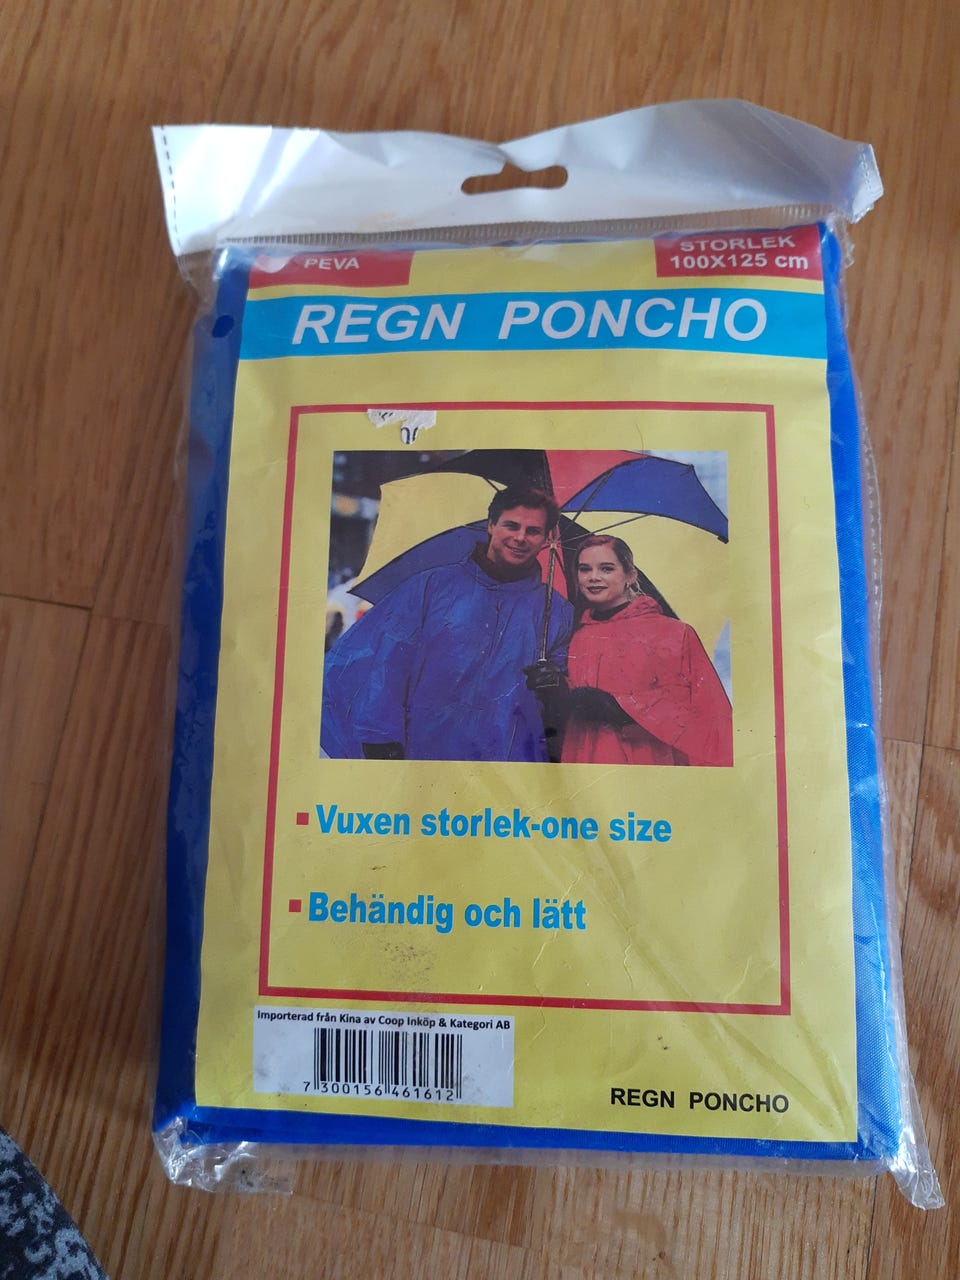 PEVA
STORLEK
100X125 cm
REGN PONCHO
Vuxen storlek-one size
Behändig och lätt
Importerad från Kina av Coop Inköp & Kategori AB
7 300156 461612
REGN PONCHO